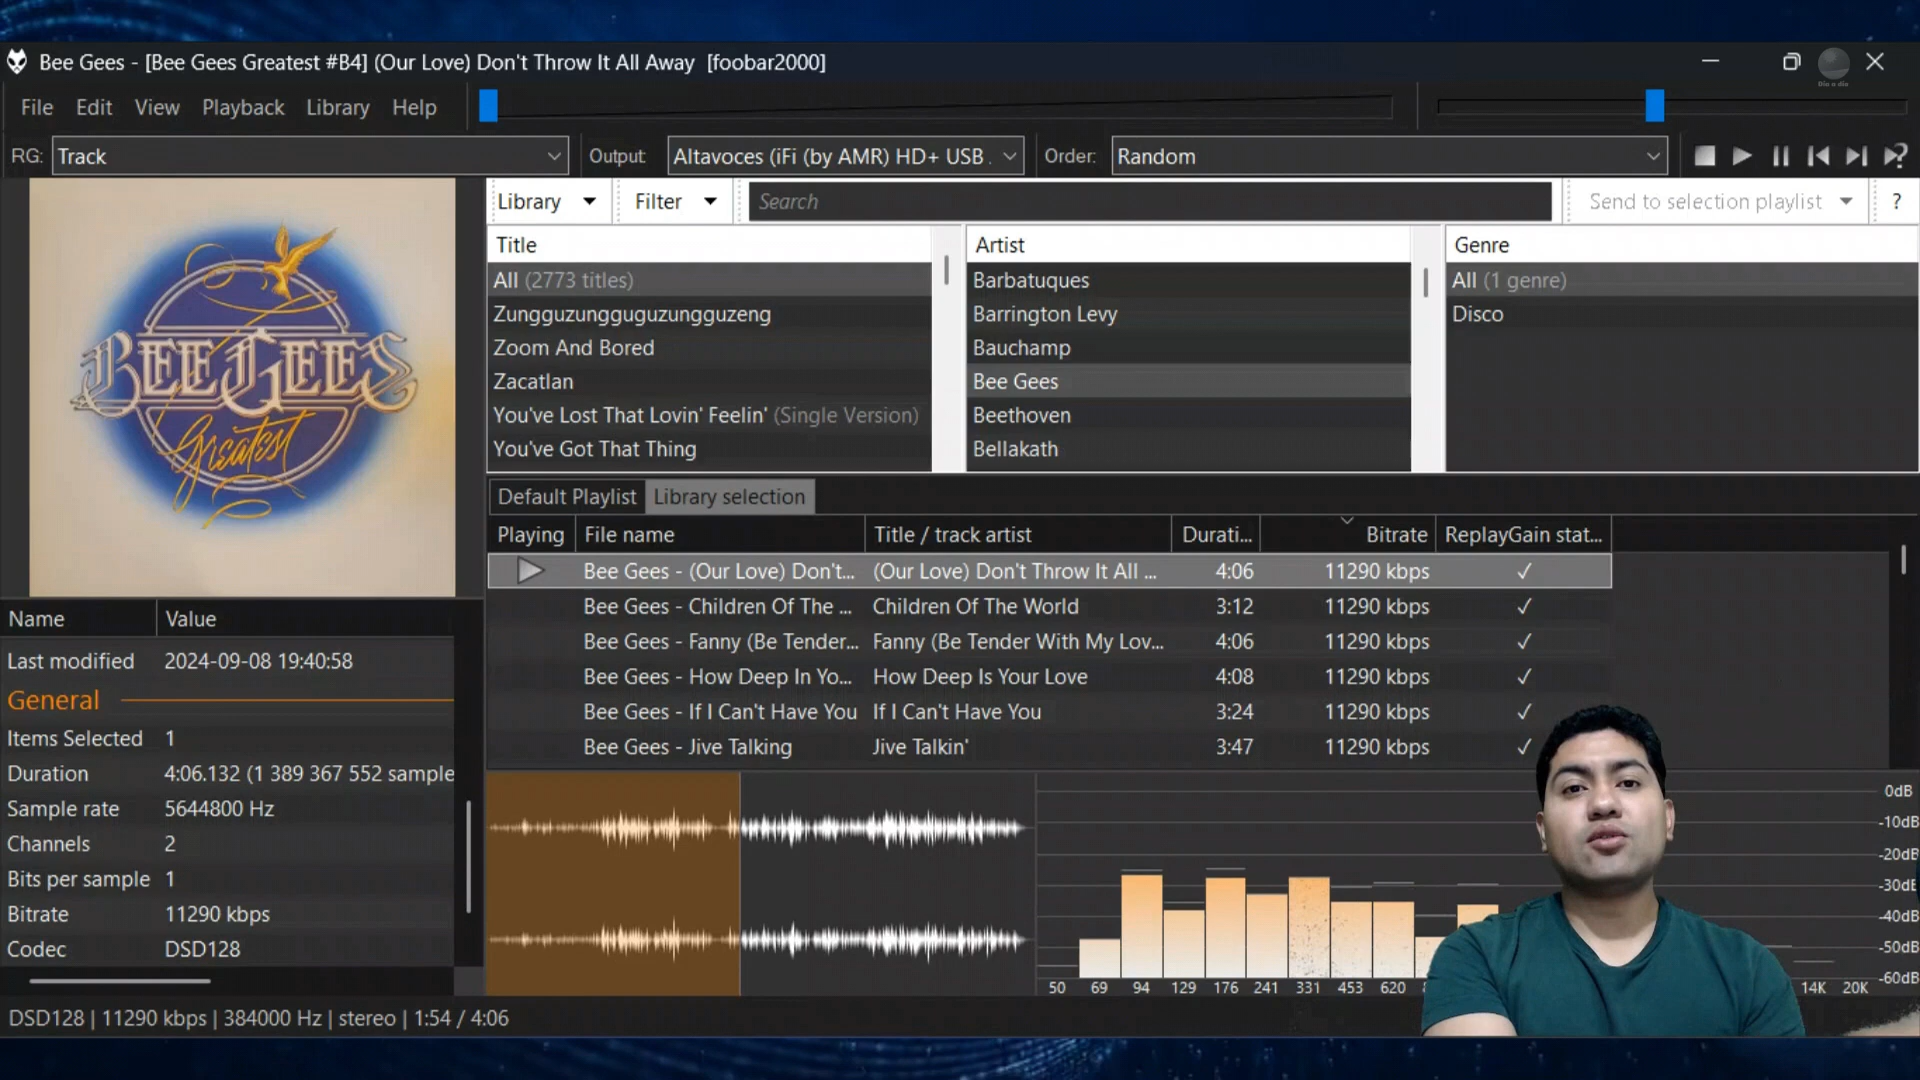 Bee Gees - [Bee Gees Greatest #B4] (Our Love) Don't Throw It All Away [foobar2000]
Dia a dia
File Edit View Playback Library Help
RG: Track Output: Altavoces (iFi (by AMR) HD+ USB . Order: Random
Library Filter Search Send to selection playlist ?
Title Artist Genre
All (2773 titles) Barbatuques All (1 genre)
Zungguzungguguzungguzeng Barrington Levy Disco
Zoom And Bored Bauchamp
Zacatlan Bee Gees
You've Lost That Lovin' Feelin' (Single Version) Beethoven
You've Got That Thing Bellakath
BEE GEES
Greatest
Default Playlist Library selection
Playing File name Title / track artist Durati... Bitrate ReplayGain stat...
Bee Gees - (Our Love) Don't... (Our Love) Don't Throw It All ... 4:06 11290 kbps ✓
Bee Gees - Children Of The ... Children Of The World 3:12 11290 kbps ✓
Bee Gees - Fanny (Be Tender... Fanny (Be Tender With My Lov... 4:06 11290 kbps ✓
Bee Gees - How Deep In Yo... How Deep Is Your Love 4:08 11290 kbps ✓
Bee Gees - If I Can't Have You If I Can't Have You 3:24 11290 kbps ✓
Bee Gees - Jive Talking Jive Talkin' 3:47 11290 kbps ✓
Name Value
Last modified 2024-09-08 19:40:58
General
Items Selected 1
Duration 4:06.132 (1 389 367 552 sample
Sample rate 5644800 Hz
Channels 2
Bits per sample 1
Bitrate 11290 kbps
Codec DSD128
0dB
-10dB
-20dB
-30dB
-40dB
-50dB
-60dB
50 69 94 129 176 241 331 453 620 14K 20K
DSD128 | 11290 kbps | 384000 Hz | stereo | 1:54 / 4:06